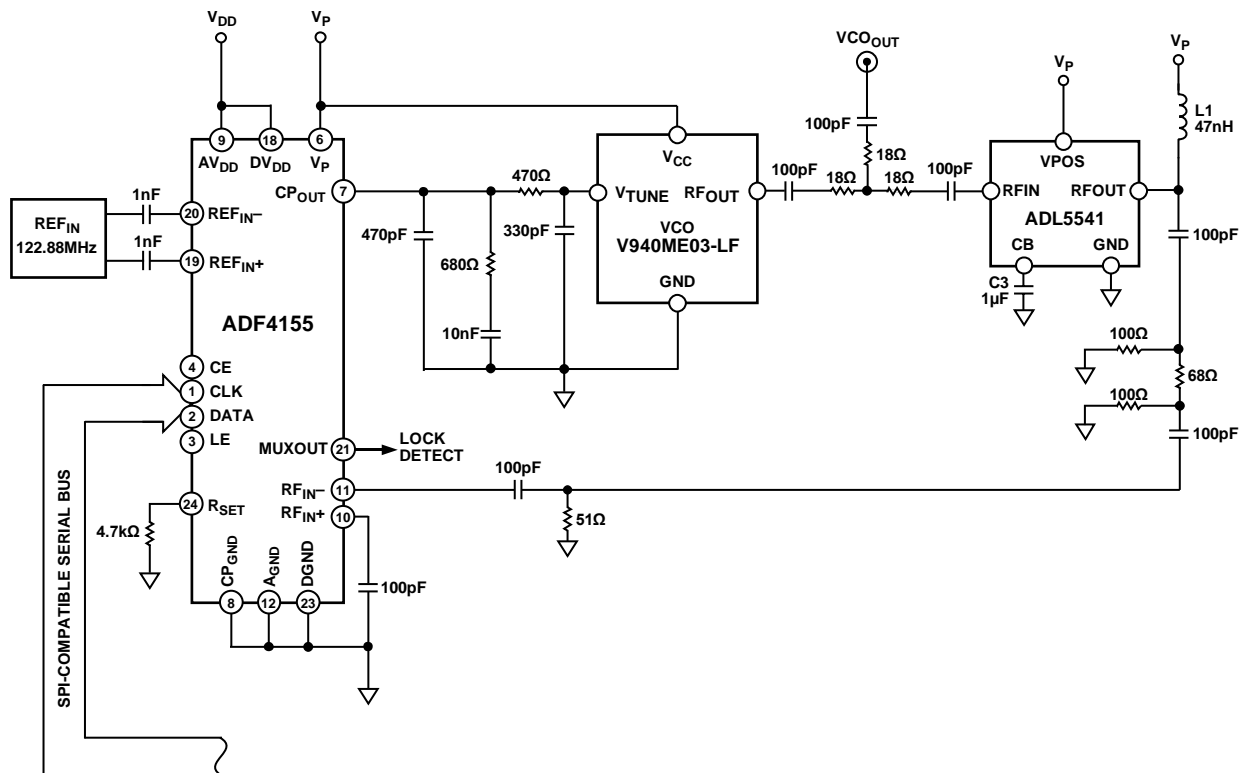 VDD
VP
VCOOUT
VP
VP
L1
47nH
100pF
18Ω
9
18
6
AVDD
DVDD
VP
VCC
VPOS
100pF
18Ω
18Ω
100pF
1nF
CPOUT
7
470Ω
VTUNE
RFOUT
RFIN
RFOUT
REFIN
122.88MHz
20
REFIN–
1nF
19
REFIN+
470pF
680Ω
330pF
VCO
V940ME03-LF
GND
ADL5541
CB
GND
100pF
C3
1µF
ADF4155
10nF
100Ω
68Ω
100Ω
100pF
4
CE
1
CLK
2
DATA
3
LE
MUXOUT
21
LOCK
DETECT
RFIN–
11
100pF
RFIN+
10
51Ω
24
RSET
4.7kΩ
CPGND
AGND
DGND
8
12
23
100pF
SPI-COMPATIBLE SERIAL BUS